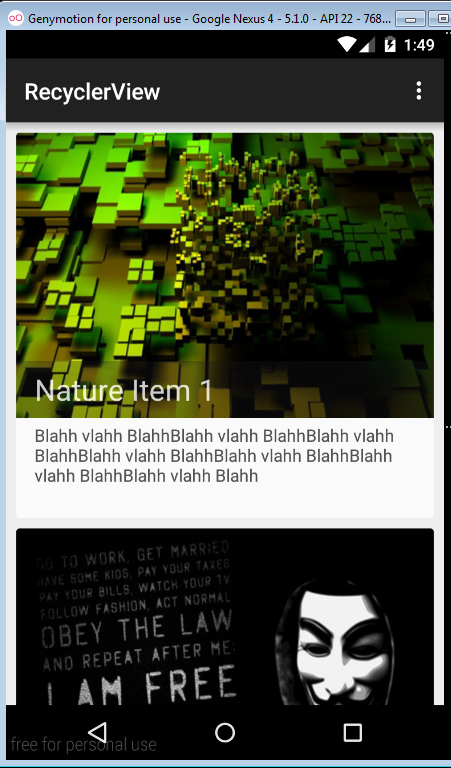 Genymotion for personal use - Google Nexus 4 - 5.1.0 - API 22 - 768...
1:49
RecyclerView
Nature Item 1
Blahh vlahh BlahhBlahh vlahh BlahhBlahh vlahh
BlahhBlahh vlahh BlahhBlahh vlahh BlahhBlahh
vlahh BlahhBlahh vlahh Blahh
GO TO WORK, GET MARRIED
HAVE SOME KIDS, PAY YOUR TAXES
PAY YOUR BILLS, WATCH YOUR TV
FOLLOW FASHION, ACT NORMAL
OBEY THE LAW
AND REPEAT AFTER ME:
I AM FREE
free for personal use